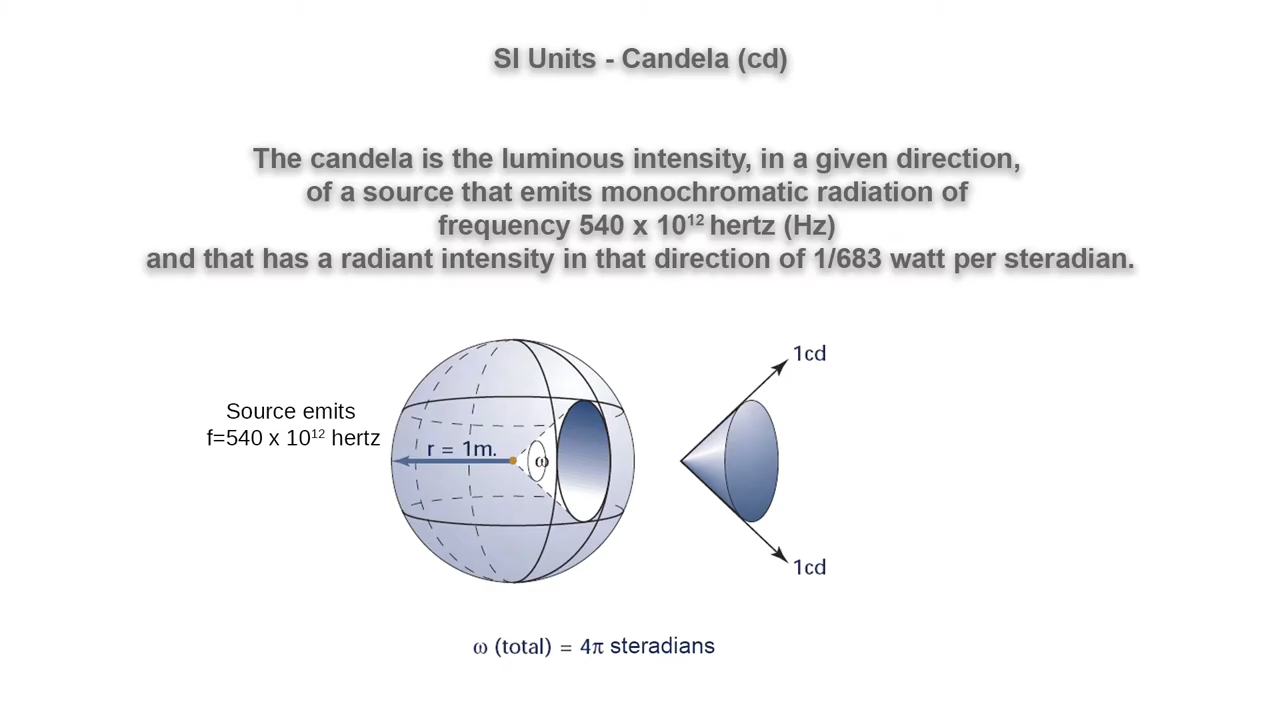 SI Units - Candela (cd)
The candela is the luminous intensity, in a given direction,
of a source that emits monochromatic radiation of
frequency 540 x 10¹² hertz (Hz)
and that has a radiant intensity in that direction of 1/683 watt per steradian.
1cd
Source emits
f=540 x 10¹² hertz
r = 1m.
ω
1cd
ω (total) = 4π steradians